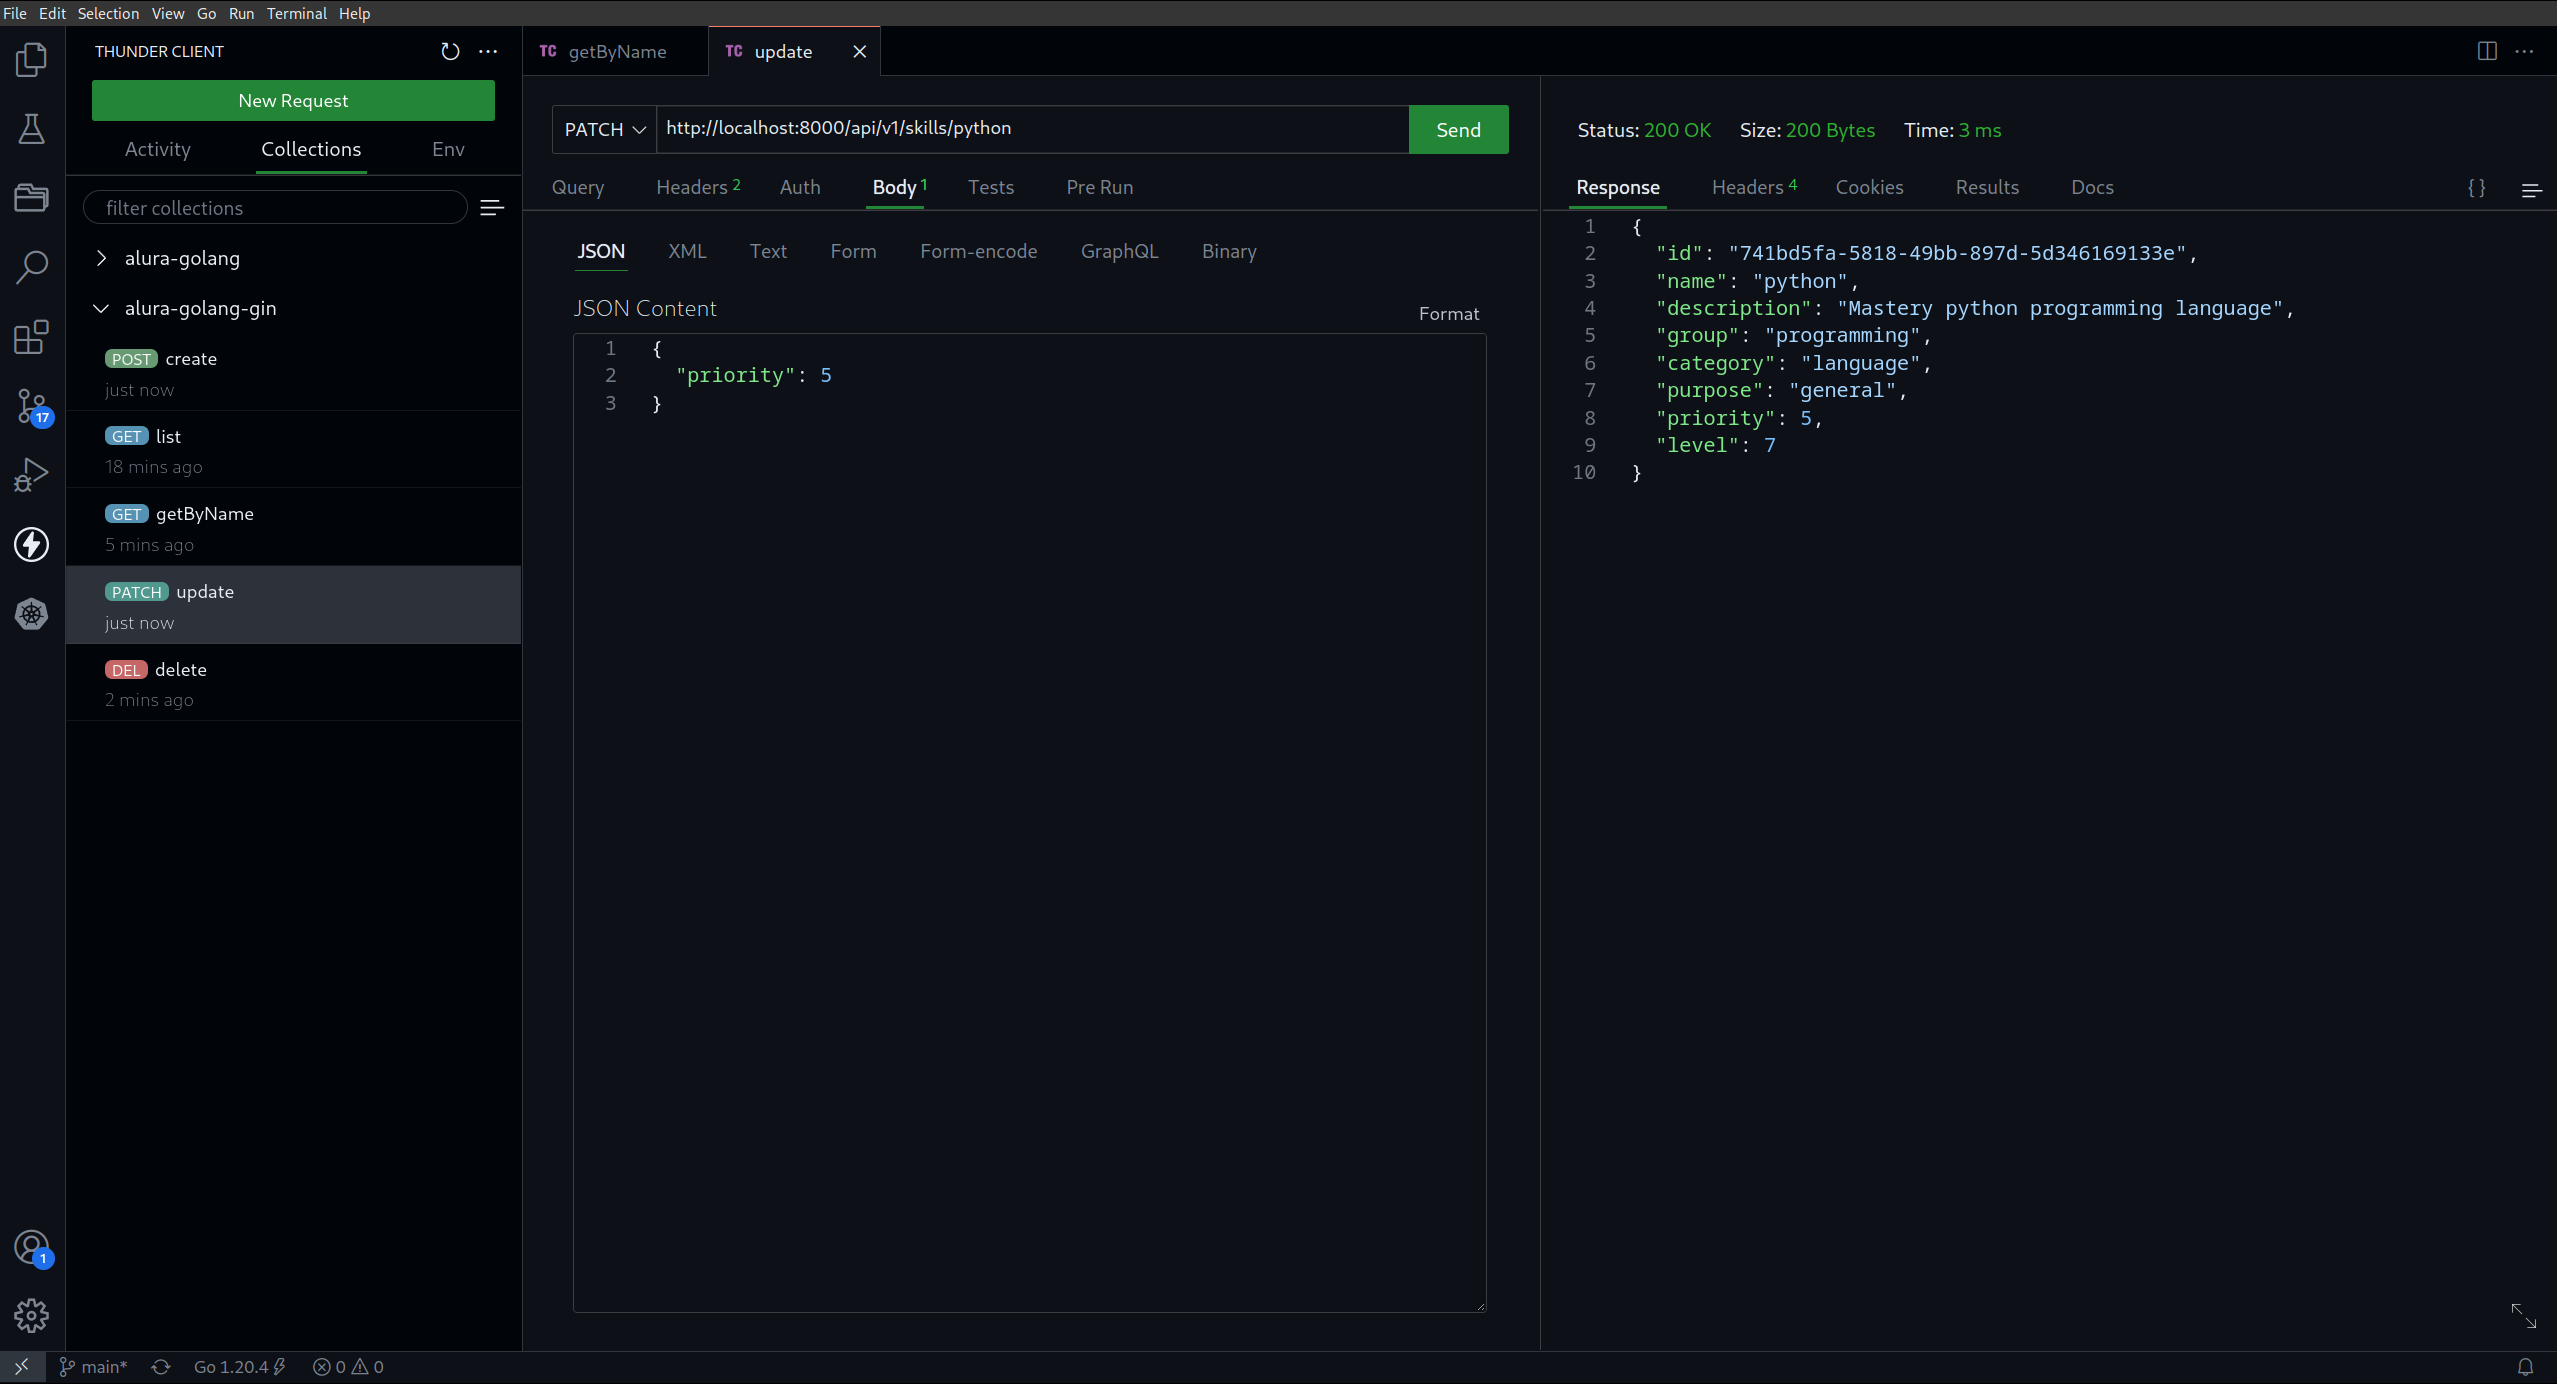 File Edit Selection View Go Run Terminal Help
THUNDER CLIENT
New Request
Activity Collections Env
filter collections
alura-golang
alura-golang-gin
POST create
just now
GET list
18 mins ago
GET getByName
5 mins ago
PATCH update
just now
DEL delete
2 mins ago
17
1
TC getByName TC update
PATCH http://localhost:8000/api/v1/skills/python Send
Query Headers 2 Auth Body 1 Tests Pre Run
JSON XML Text Form Form-encode GraphQL Binary
JSON Content Format
1 {
2 "priority": 5
3 }
Status: 200 OK Size: 200 Bytes Time: 3 ms
Response Headers 4 Cookies Results Docs {}
1 {
2 "id": "741bd5fa-5818-49bb-897d-5d346169133e",
3 "name": "python",
4 "description": "Mastery python programming language",
5 "group": "programming",
6 "category": "language",
7 "purpose": "general",
8 "priority": 5,
9 "level": 7
10 }
main* Go 1.20.4 0 0